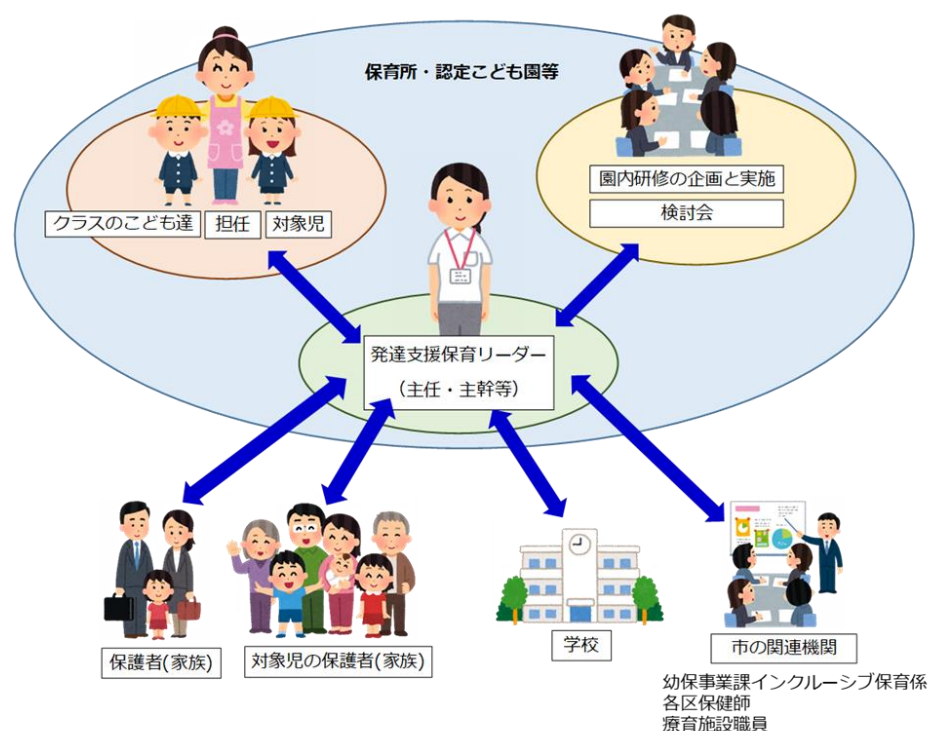 保育所・認定こども園等
クラスのこども達
担任
対象児
園内研修の企画と実施
検討会
発達支援保育リーダー
（主任・主幹等）
保護者(家族)
対象児の保護者(家族)
学校
市の関連機関
幼保事業課インクルーシブ保育係
各区保健師
療育施設職員